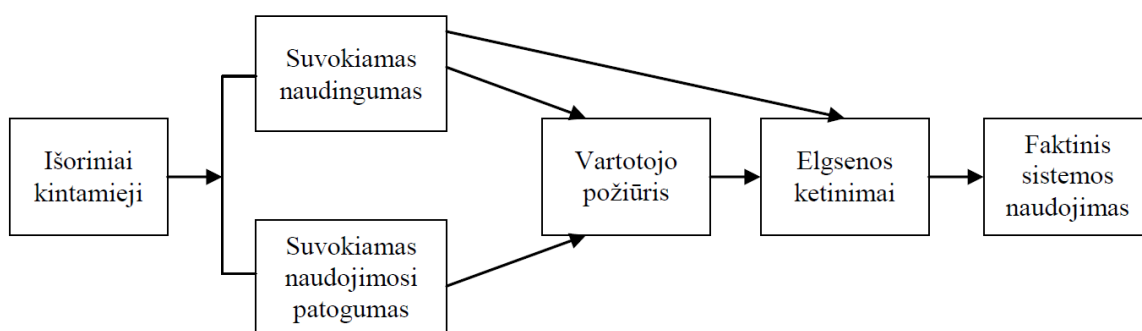 Išoriniai
kintamieji
Suvokiamas
naudingumas
Suvokiamas
naudojimosi
patogumas
Vartotojo
požiūris
Elgsenos
ketinimai
Faktinis
sistemos
naudojimas